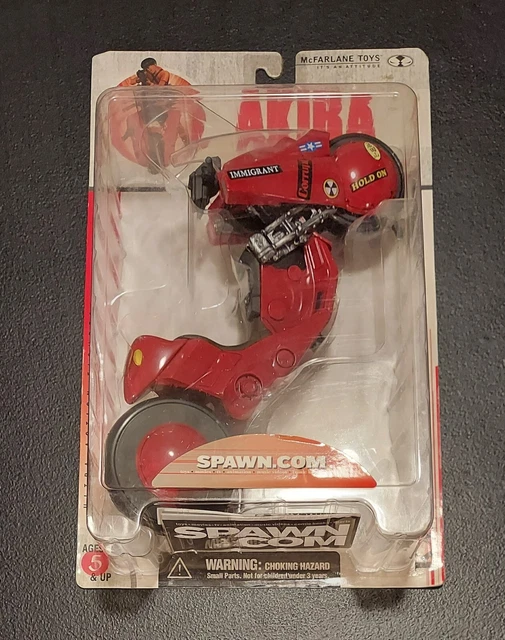 McFARLANE TOYS
IT'S AN ATTITUDE
AKIRA
IMMIGRANT
HOLD ON
SPAWN.COM
SPAWN
.COM
AGES
5
& UP
WARNING: CHOKING HAZARD
Small Parts. Not for children under 3 years.